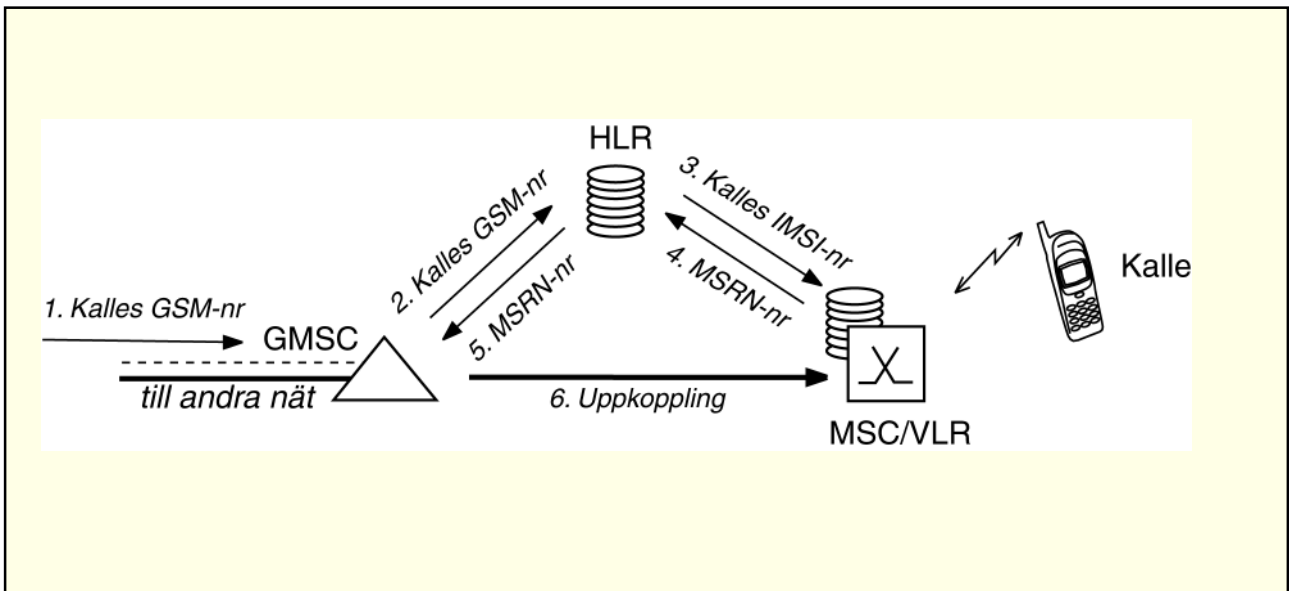 HLR
3. Kalles IMSI-nr
2. Kalles GSM-nr
4. MSRN-nr
Kalle
1. Kalles GSM-nr
5. MSRN-nr
GMSC
till andra nät
6. Uppkoppling
MSC/VLR